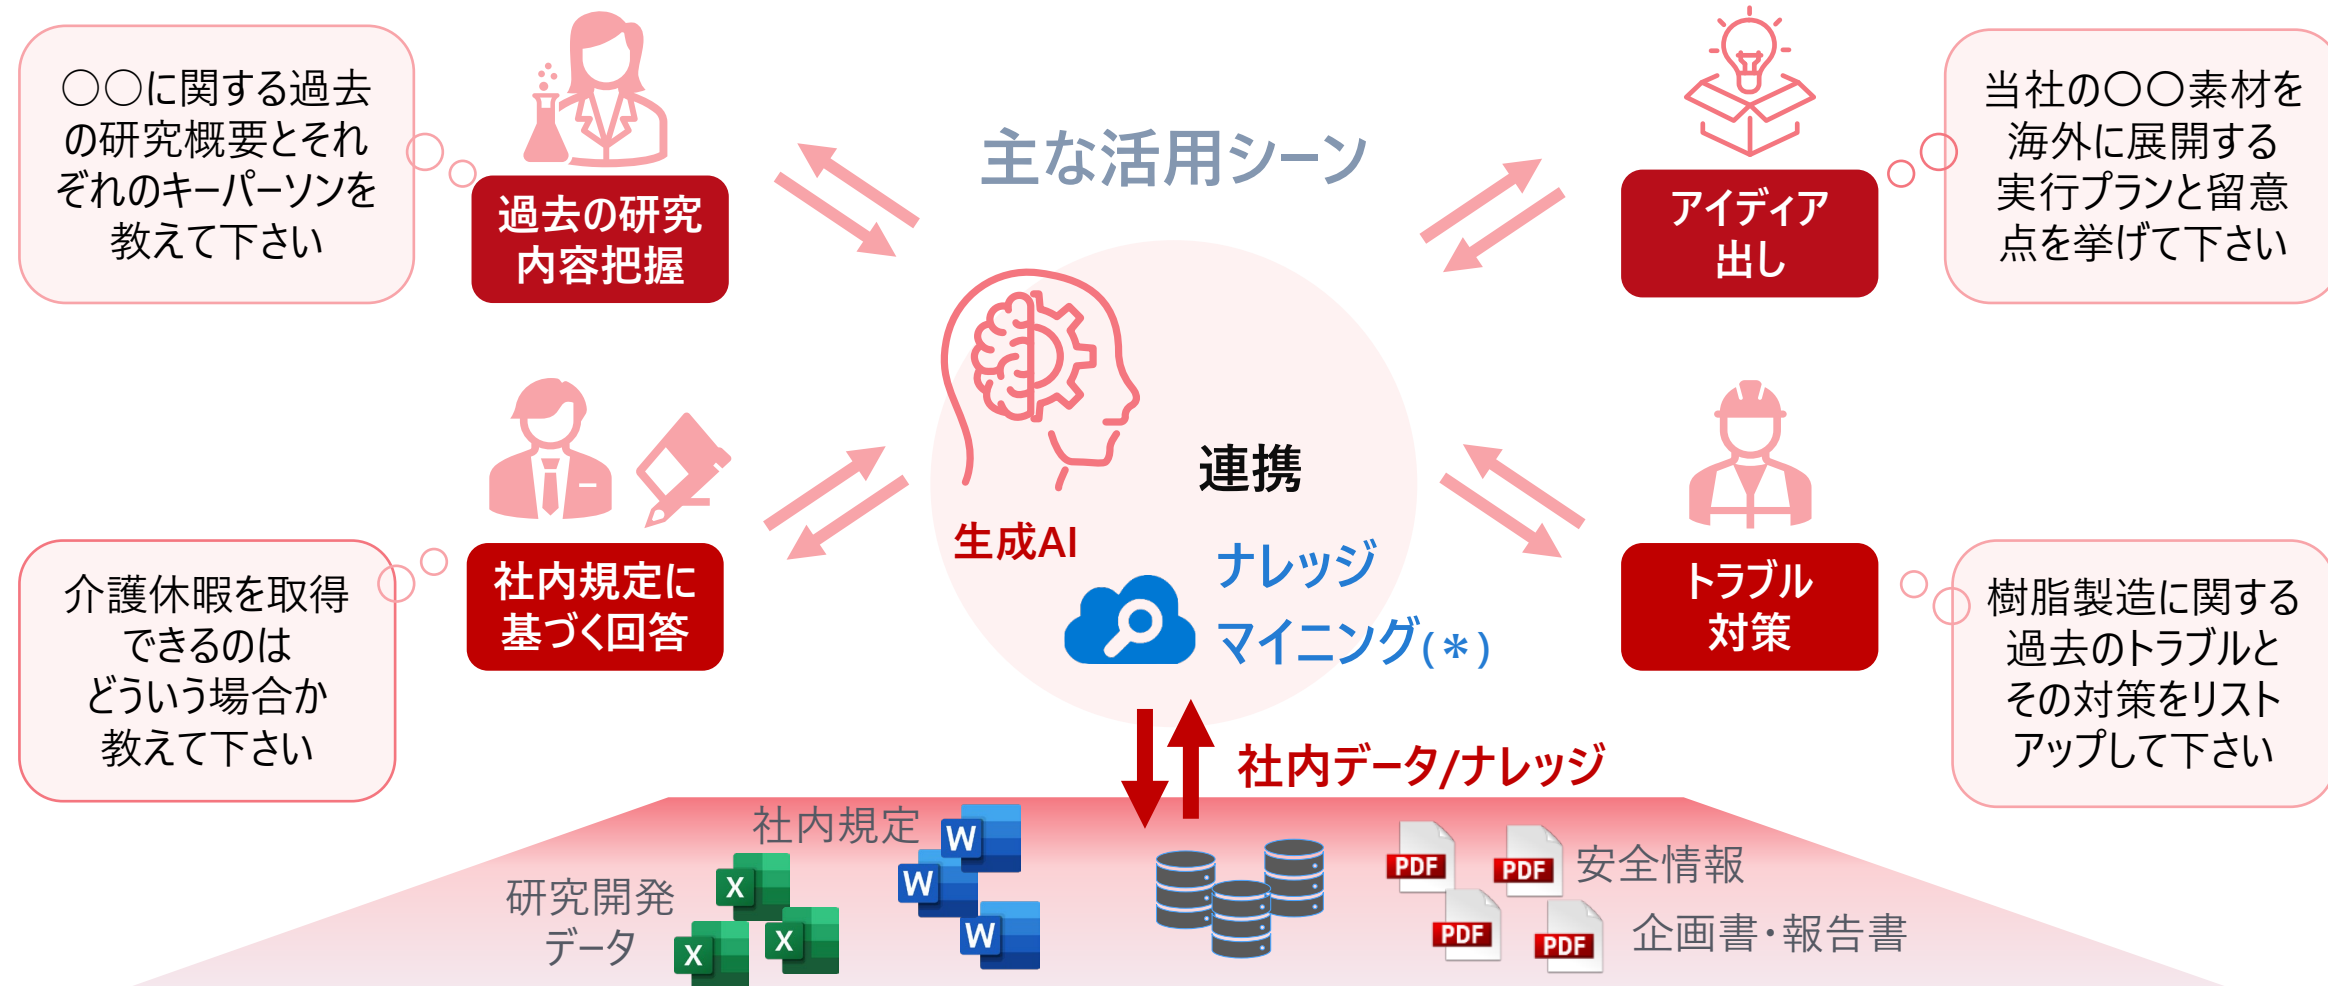 主な活用シーン
○○に関する過去
の研究概要とそれ
ぞれのキーパーソンを
教えて下さい
過去の研究
内容把握
アイディア
出し
当社の〇〇素材を
海外に展開する
実行プランと留意
点を挙げて下さい
介護休暇を取得
できるのは
どういう場合か
教えて下さい
社内規定に
基づく回答
連携
生成AI
ナレッジ
マイニング(*)
トラブル
対策
樹脂製造に関する
過去のトラブルと
その対策をリスト
アップして下さい
社内データ/ナレッジ
社内規定
W
W
W
研究開発
データ
X
X
X
PDF
PDF
PDF
PDF
安全情報
企画書・報告書